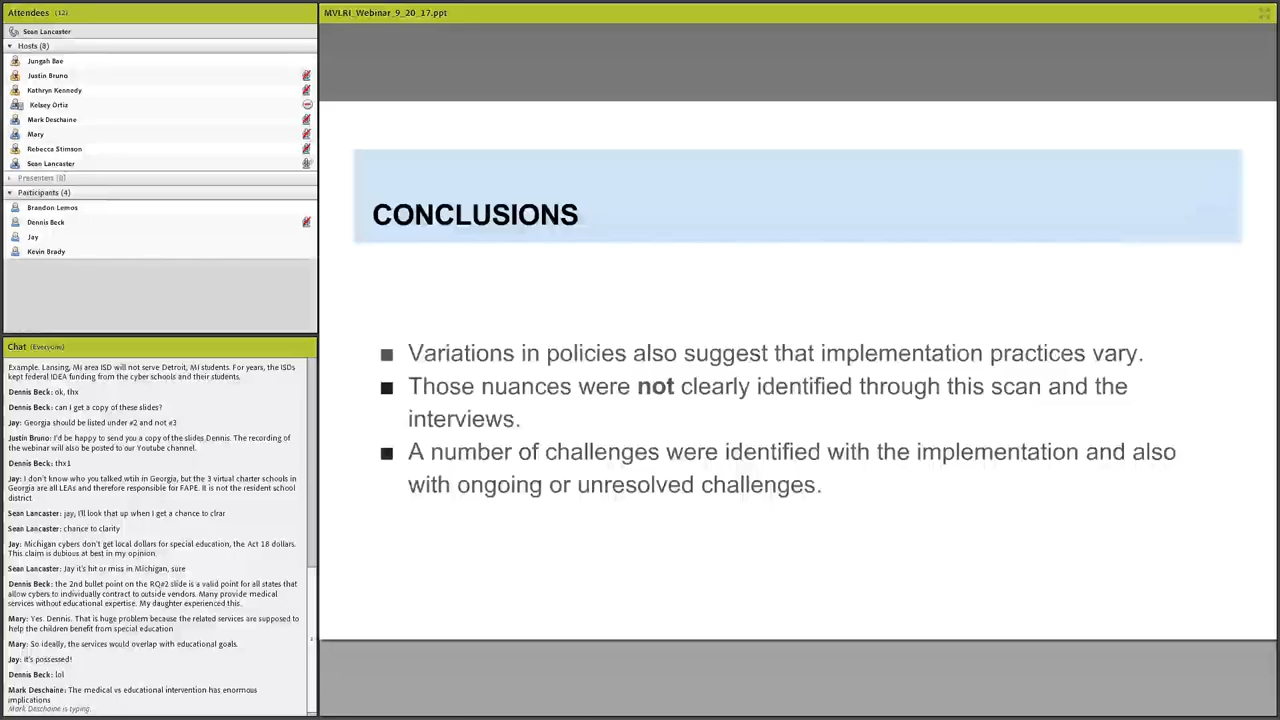 Attendees (12)
Sean Lancaster
Hosts (8)
Jungah Bae
Justin Bruno
Kathryn Kennedy
Kelsey Ortiz
Mark Deschaine
Mary
Rebecca Stimson
Sean Lancaster
Presenters (0)
Participants (4)
Brandon Lemos
Dennis Beck
Jay
Kevin Brady
Chat (Everyone)
Example. Lansing, MI area ISD will not serve Detroit, MI students. For years, the ISDs
kept federal IDEA funding from the cyber schools and their students.
Dennis Beck: ok, thx
Dennis Beck: can I get a copy of these slides?
Jay: Georgia should be listed under #2 and not #3
Justin Bruno: I'd be happy to send you a copy of the slides Dennis. The recording of
the webinar will also be posted to our Youtube channel.
Dennis Beck: thx1
Jay: I don't know who you talked wtih in Georgia, but the 3 virtual charter schools in
Georgia are all LEAs and therefore responsible for FAPE. It is not the resident school
district
Sean Lancaster: jay, I'll look that up when I get a chance to clrar
Sean Lancaster: chance to clarity
Jay: Michigan cybers don't get local dollars for special education, the Act 18 dollars.
This claim is dubious at best in my opinion.
Sean Lancaster: Jay it's hit or miss in Michigan, sure
Dennis Beck: the 2nd bullet point on the RQ#2 slide is a valid point for all states that
allow cybers to individually contract to outside vendors. Many provide medical
services without educational expertise. My daughter experienced this.
Mary: Yes. Dennis. That is huge problem because the related services are supposed to
help the children benefit from special education
Mary: So ideally, the services would overlap with educational goals.
Jay: it's possessed!
Dennis Beck: lol
Mark Deschaine: The medical vs educational intervention has enormous
implications
Mark Deschaine is typing.
MVLRI_Webinar_9_20_17.ppt
CONCLUSIONS
■ Variations in policies also suggest that implementation practices vary.
■ Those nuances were not clearly identified through this scan and the
interviews.
■ A number of challenges were identified with the implementation and also
with ongoing or unresolved challenges.